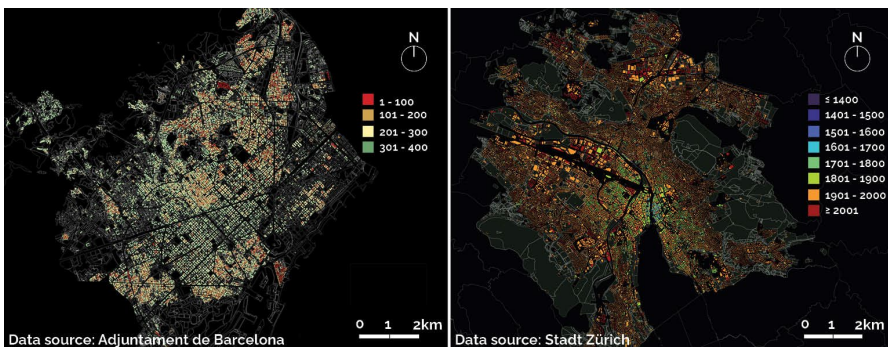 N
1 - 100
101 - 200
201 - 300
301 - 400
0 1 2km
Data source: Adjuntament de Barcelona
N
≤ 1400
1401 - 1500
1501 - 1600
1601 - 1700
1701 - 1800
1801 - 1900
1901 - 2000
≥ 2001
0 1 2km
Data source: Stadt Zürich